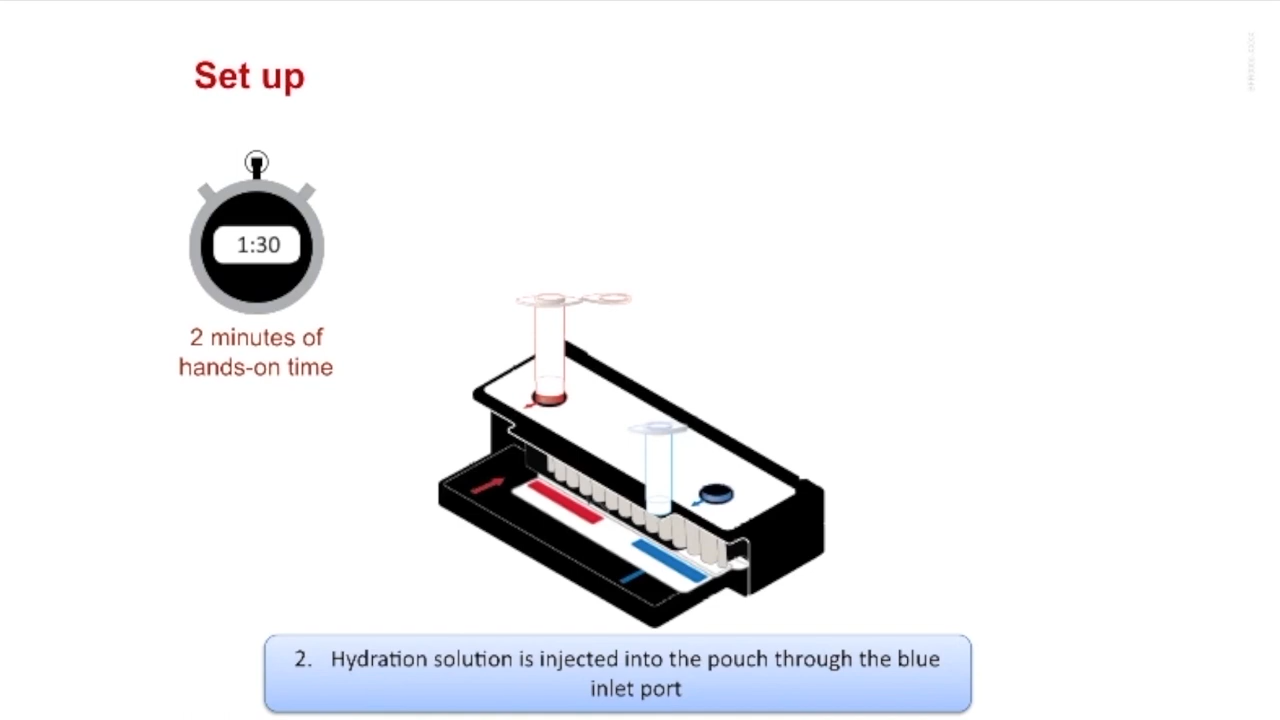 Set up
1:30
2 minutes of
hands-on time
2. Hydration solution is injected into the pouch through the blue
inlet port